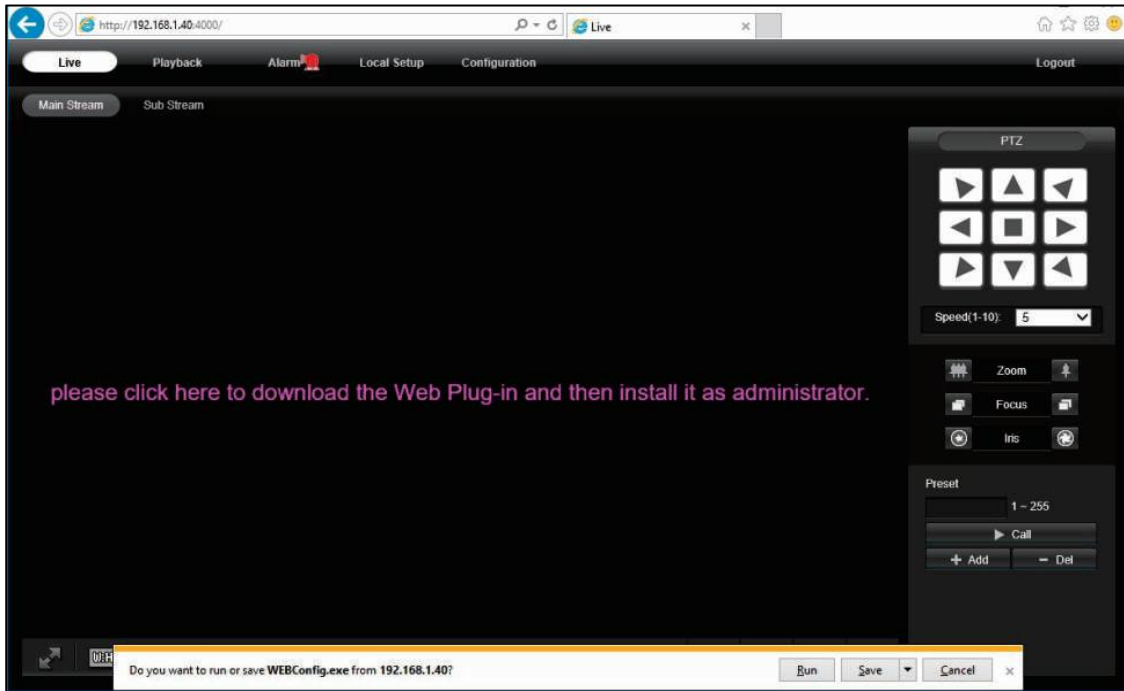 http://192.168.1.40:4000/
Live
Live Playback Alarm Local Setup Configuration Logout
Main Stream Sub Stream
PTZ
Speed(1-10): 5
please click here to download the Web Plug-in and then install it as administrator.
Zoom
Focus
Iris
Preset
1 ~ 255
Call
Add Del
W:H
Do you want to run or save WEBConfig.exe from 192.168.1.40? Run Save Cancel